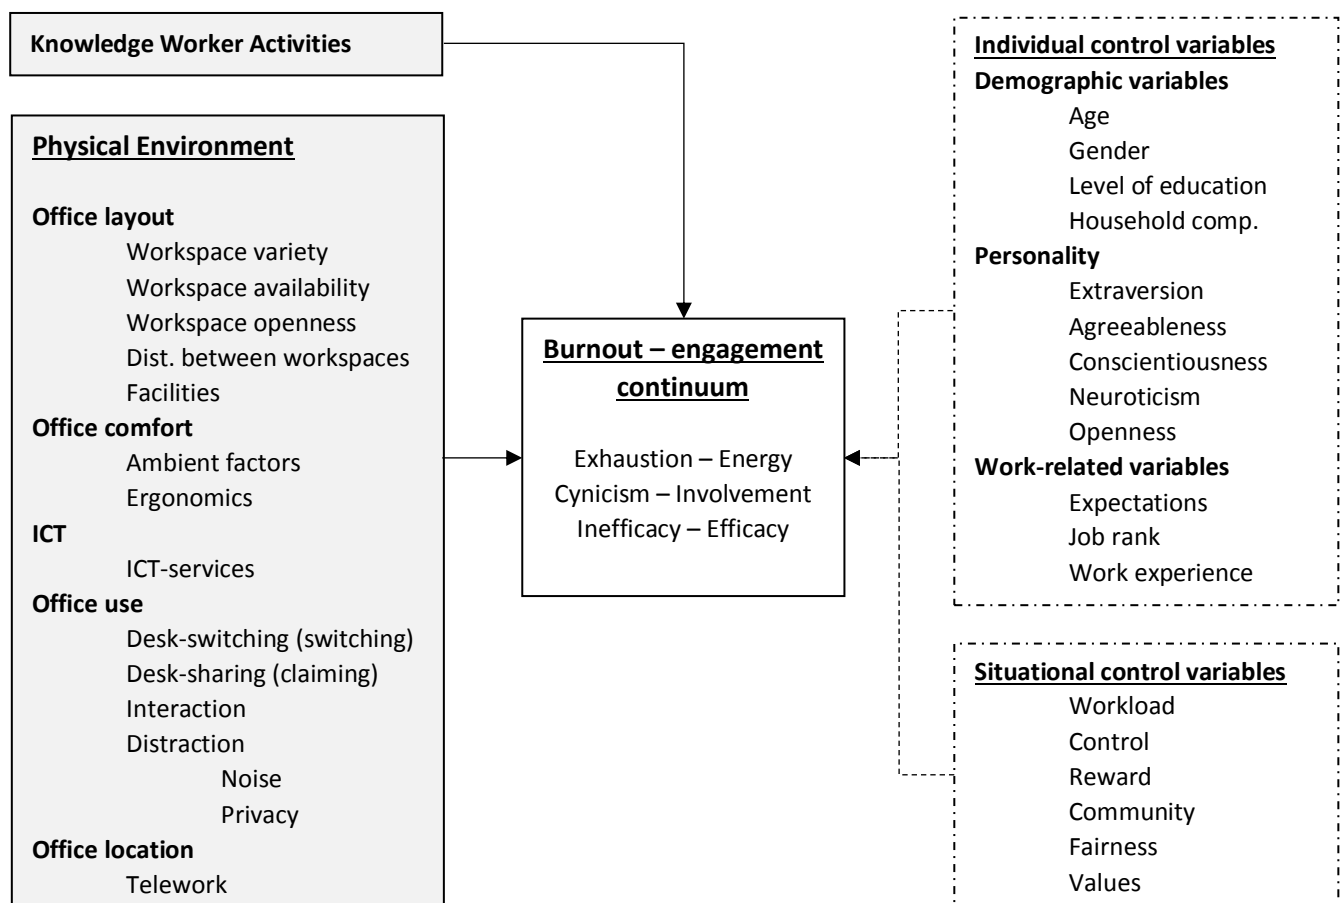 Knowledge Worker Activities
Physical Environment
Office layout
Workspace variety
Workspace availability
Workspace openness
Dist. between workspaces
Facilities
Office comfort
Ambient factors
Ergonomics
ICT
ICT-services
Office use
Desk-switching (switching)
Desk-sharing (claiming)
Interaction
Distraction
Noise
Privacy
Office location
Telework
Burnout – engagement
continuum
Exhaustion – Energy
Cynicism – Involvement
Inefficacy – Efficacy
Individual control variables
Demographic variables
Age
Gender
Level of education
Household comp.
Personality
Extraversion
Agreeableness
Conscientiousness
Neuroticism
Openness
Work-related variables
Expectations
Job rank
Work experience
Situational control variables
Workload
Control
Reward
Community
Fairness
Values